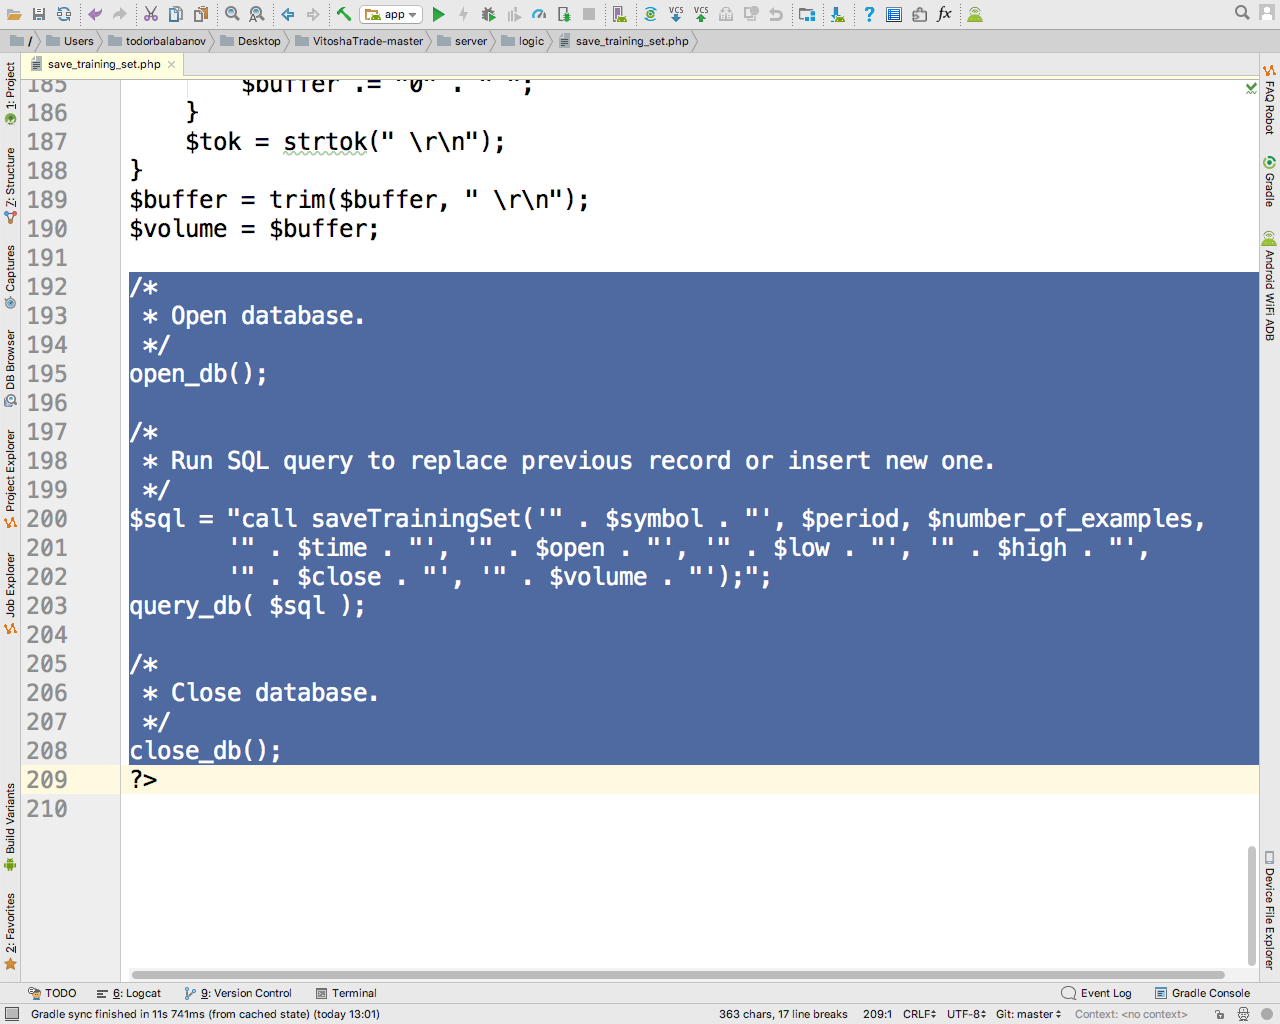 app
/ Users todorbalabanov Desktop VitoshaTrade-master server logic save_training_set.php
save_training_set.php
185 $buffer .= "0" . " ";
186 }
187 $tok = strtok(" \r\n");
188 }
189 $buffer = trim($buffer, " \r\n");
190 $volume = $buffer;
191
192 /*
193 * Open database.
194 */
195 open_db();
196
197 /*
198 * Run SQL query to replace previous record or insert new one.
199 */
200 $sql = "call saveTrainingSet('" . $symbol . "', $period, $number_of_examples,
201 '" . $time . "', '" . $open . "', '" . $low . "', '" . $high . "',
202 '" . $close . "', '" . $volume . "');";
203 query_db( $sql );
204
205 /*
206 * Close database.
207 */
208 close_db();
209 ?>
210
1: Project
7: Structure
Captures
DB Browser
Project Explorer
Job Explorer
Build Variants
2: Favorites
FAQ Robot
Gradle
Android WiFi ADB
Device File Explorer
TODO 6: Logcat 9: Version Control Terminal Event Log Gradle Console
Gradle sync finished in 11s 741ms (from cached state) (today 13:01) 363 chars, 17 line breaks 209:1 CRLF UTF-8 Git: master Context: <no context>